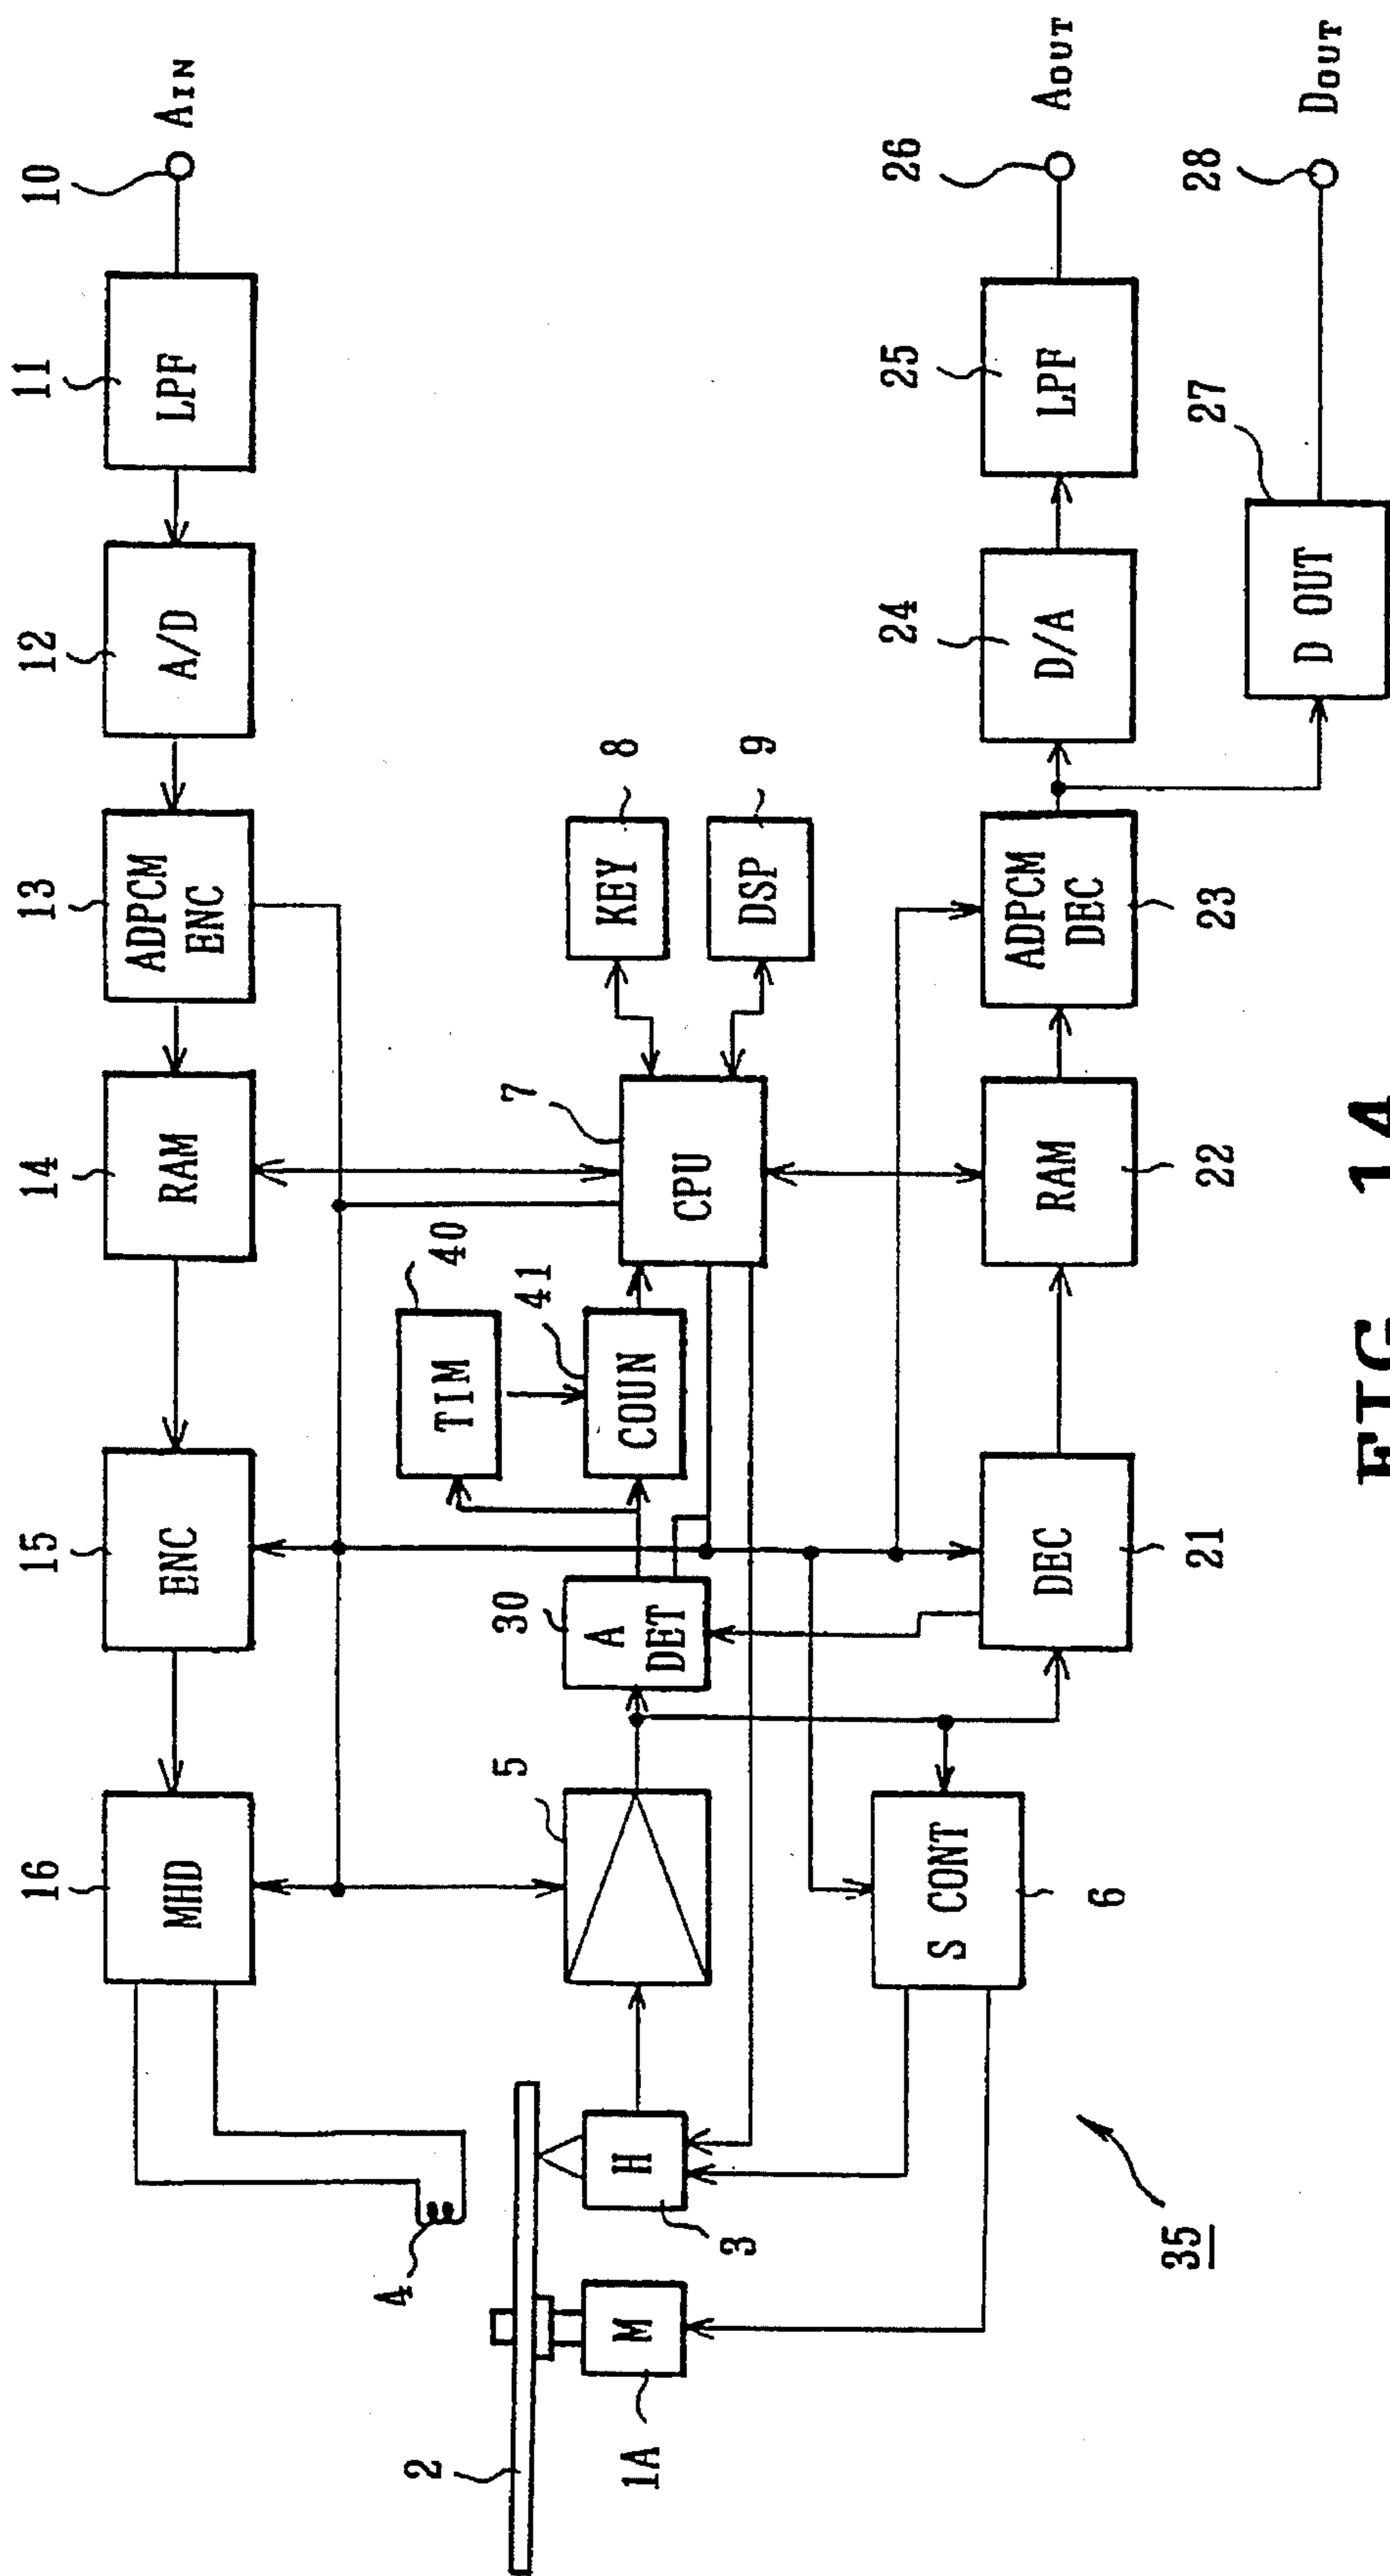 10
AIN
11
LPF
12
A/D
13
ADPCM
ENC
14
RAM
15
ENC
16
MHD
4
2
M
1A
H
3
5
A
DET
30
TIM
40
COUN
41
CPU
7
KEY
8
DSP
9
S CONT
6
DEC
21
RAM
22
ADPCM
DEC
23
D/A
24
LPF
25
26
AOUT
D OUT
27
28
DOUT
35
FIG. 14